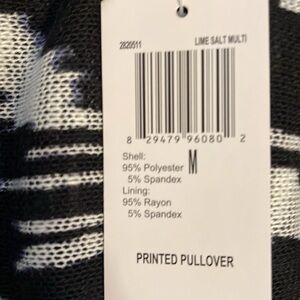 2820511 LIME SALT MULTI
8 29479 96080 2
Shell:
95% Polyester M
5% Spandex
Lining:
95% Rayon
5% Spandex
PRINTED PULLOVER